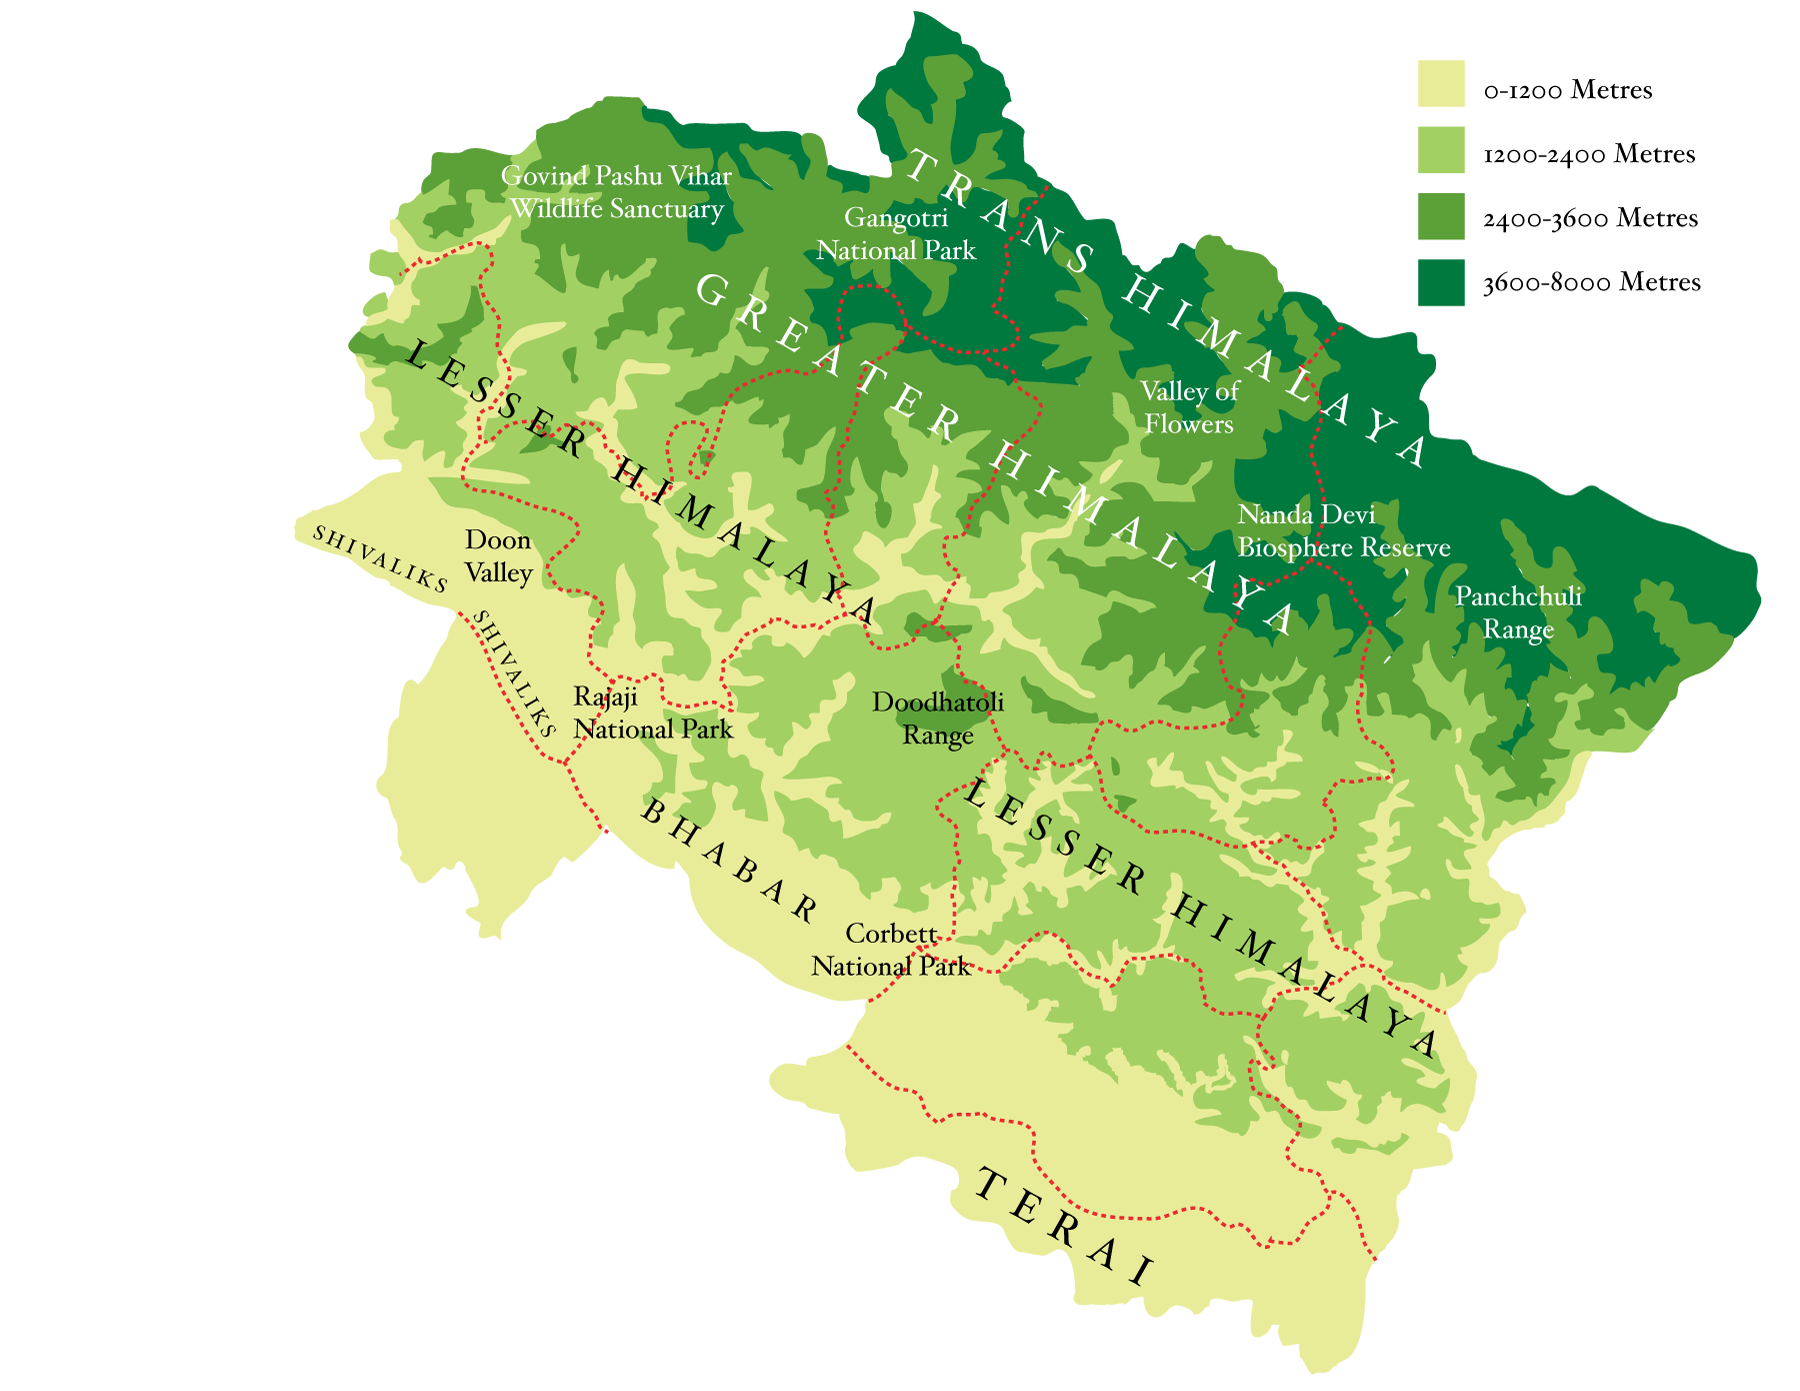 0-1200 Metres
1200-2400 Metres
2400-3600 Metres
3600-8000 Metres
TRANS HIMALAYA
Govind Pashu Vihar
Wildlife Sanctuary
Gangotri
National Park
GREATER HIMALAYA
LESSER HIMALAYA
Valley of
Flowers
Nanda Devi
Biosphere Reserve
Panchchuli
Range
SHIVALIKS
Doon
Valley
SHIVALIKS
Rajaji
National Park
Doodhatoli
Range
LESSER HIMALAYA
BHABAR
Corbett
National Park
TERAI